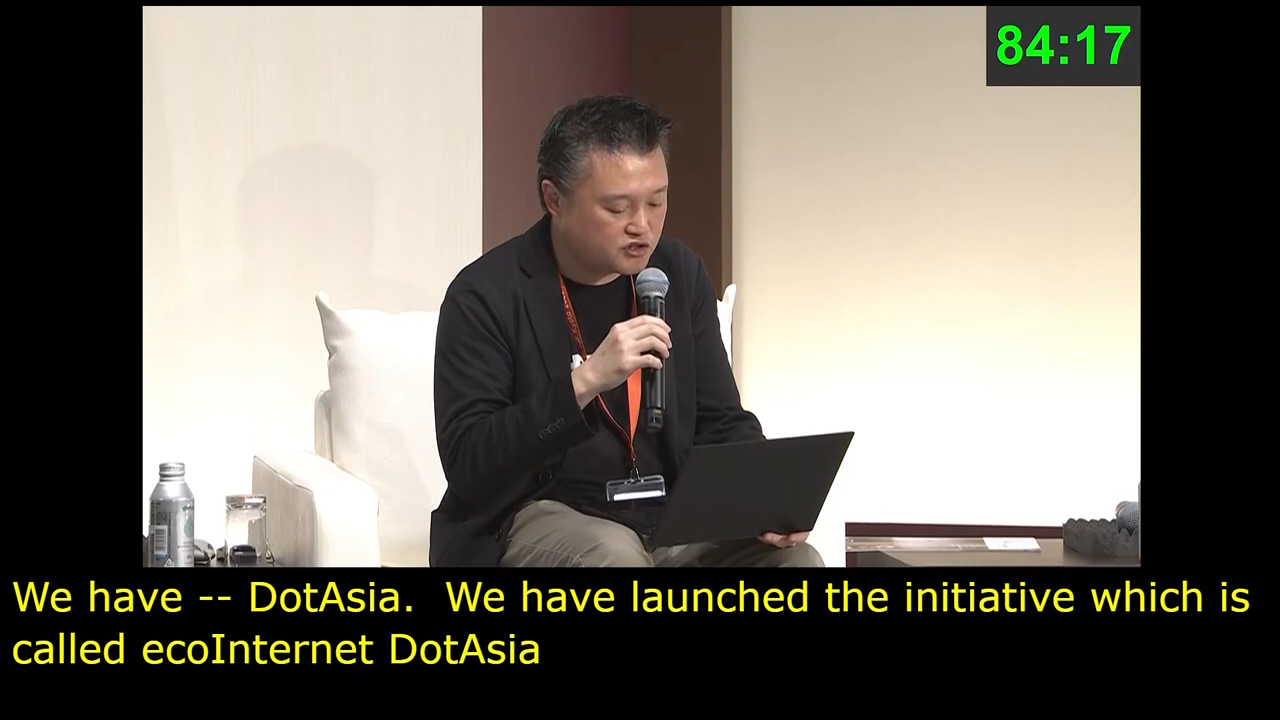 84:17
We have -- DotAsia.  We have launched the initiative which is
called ecoInternet DotAsia